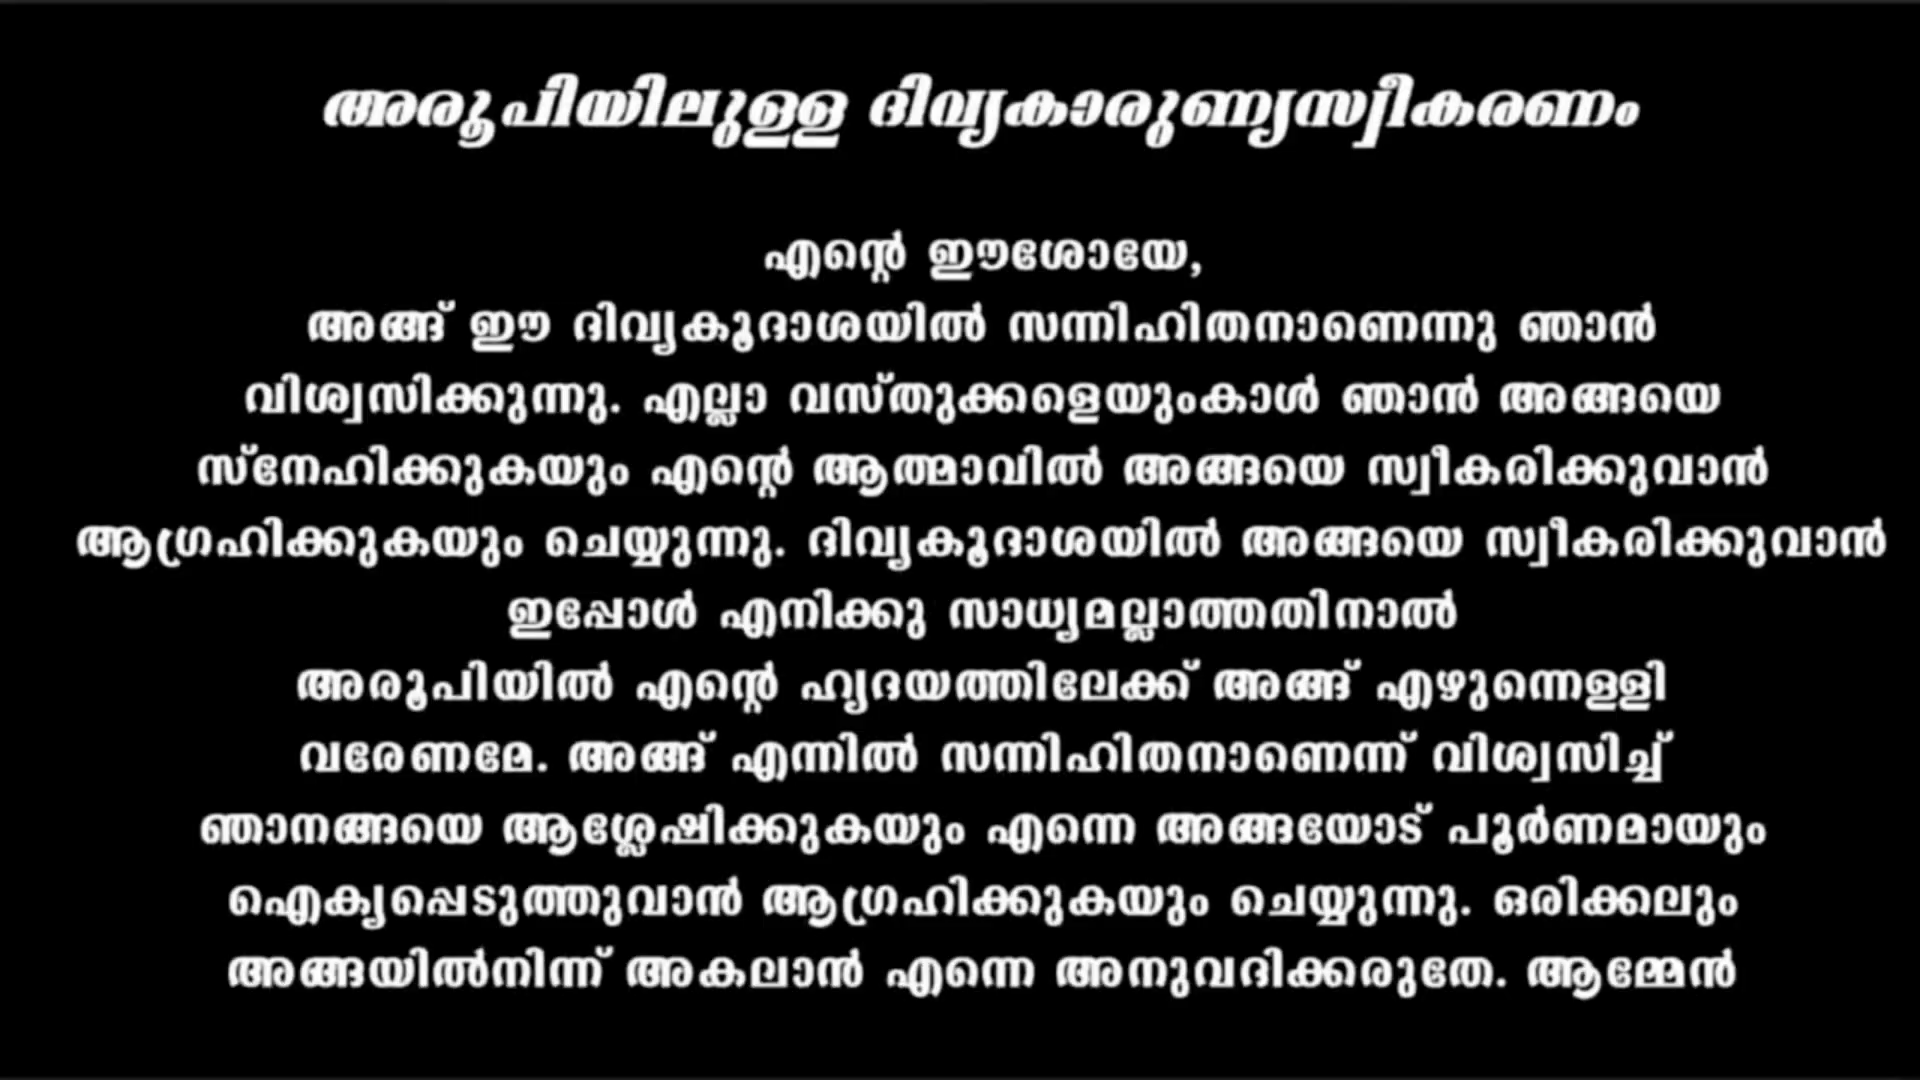 അരൂപിയിലുള്ള ദിവ്യകാരുണ്യസ്വീകരണം
എന്റെ ഈശോയേ,
അങ്ങ് ഈ ദിവ്യകൂദാശയിൽ സന്നിഹിതനാണെന്നു ഞാൻ
വിശ്വസിക്കുന്നു. എല്ലാ വസ്തുക്കളെയുംകാൾ ഞാൻ അങ്ങയെ
സ്നേഹിക്കുകയും എന്റെ ആത്മാവിൽ അങ്ങയെ സ്വീകരിക്കുവാൻ
ആഗ്രഹിക്കുകയും ചെയ്യുന്നു. ദിവ്യകൂദാശയിൽ അങ്ങയെ സ്വീകരിക്കുവാൻ
ഇപ്പോൾ എനിക്കു സാധ്യമല്ലാത്തതിനാൽ
അരൂപിയിൽ എന്റെ ഹൃദയത്തിലേക്ക് അങ്ങ് എഴുന്നെള്ളി
വരേണമേ. അങ്ങ് എന്നിൽ സന്നിഹിതനാണെന്ന് വിശ്വസിച്ച്
ഞാനങ്ങയെ ആശ്ലേഷിക്കുകയും എന്നെ അങ്ങയോട് പൂർണമായും
ഐക്യപ്പെടുത്തുവാൻ ആഗ്രഹിക്കുകയും ചെയ്യുന്നു. ഒരിക്കലും
അങ്ങയിൽനിന്ന് അകലാൻ എന്നെ അനുവദിക്കരുതേ. ആമ്മേൻ